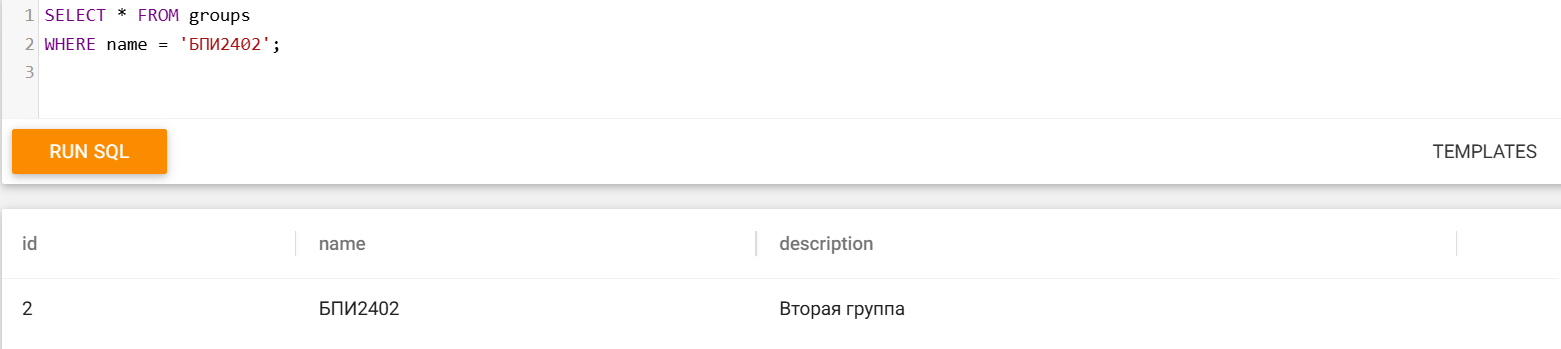 1 SELECT * FROM groups
2 WHERE name = 'БПИ2402';
3
RUN SQL TEMPLATES
id name description
2 БПИ2402 Вторая группа